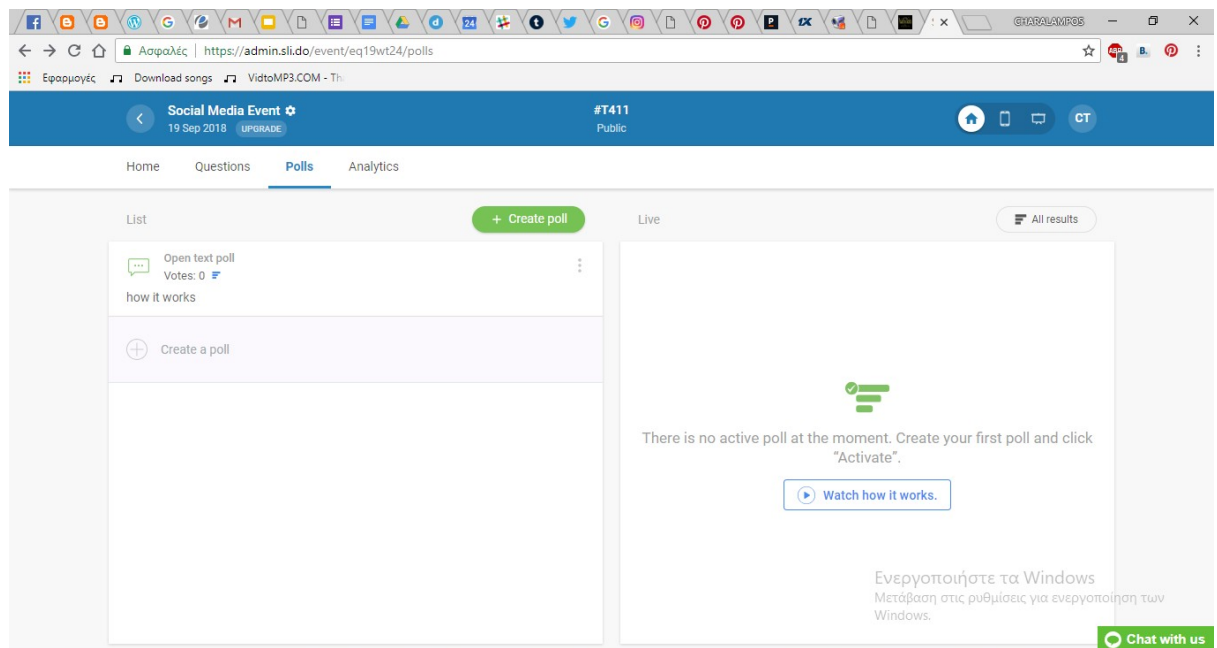 CHARALAMPOS
Ασφαλές | https://admin.sli.do/event/eq19wt24/polls
Εφαρμογές Download songs VidtoMP3.COM - Th
Social Media Event
19 Sep 2018 UPGRADE
#T411
Public
CT
Home Questions Polls Analytics
List + Create poll
Live All results
Open text poll
Votes: 0
how it works
Create a poll
There is no active poll at the moment. Create your first poll and click
“Activate”.
Watch how it works.
Ενεργοποιήστε τα Windows
Μετάβαση στις ρυθμίσεις για ενεργοποίηση των
Windows.
Chat with us